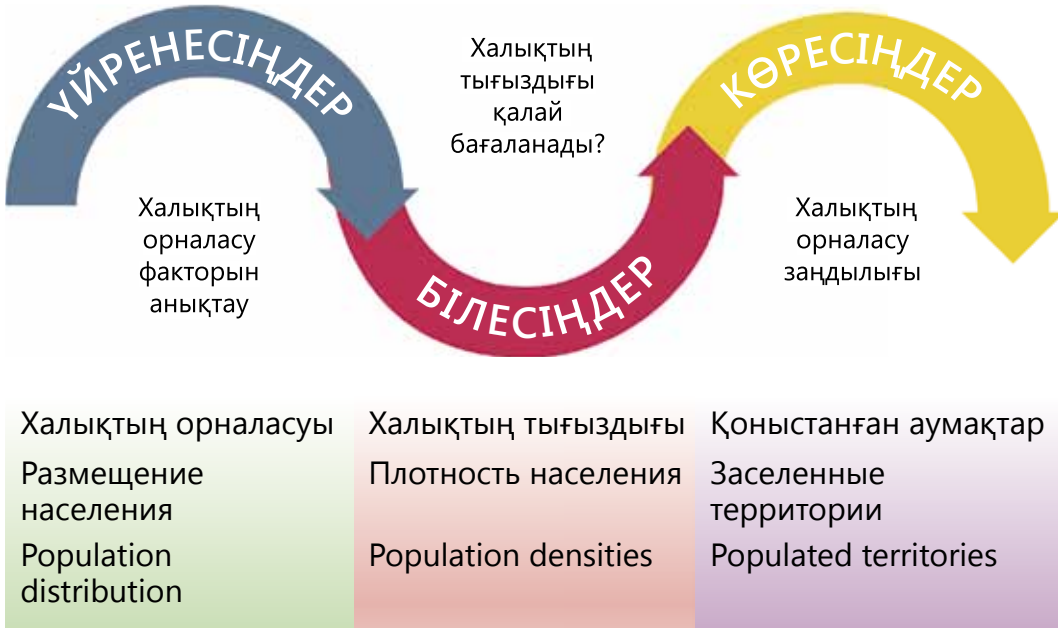 ҮЙРЕНЕСІҢДЕР
Халықтың
орналасу
факторын
анықтау
Халықтың
тығыздығы
қалай
бағаланады?
БІЛЕСІҢДЕР
КӨРЕСІҢДЕР
Халықтың
орналасу
заңдылығы
Халықтың орналасуы
Размещение
населения
Population
distribution
Халықтың тығыздығы
Плотность населения
Population densities
Қоныстанған аумақтар
Заселенные
территории
Populated territories